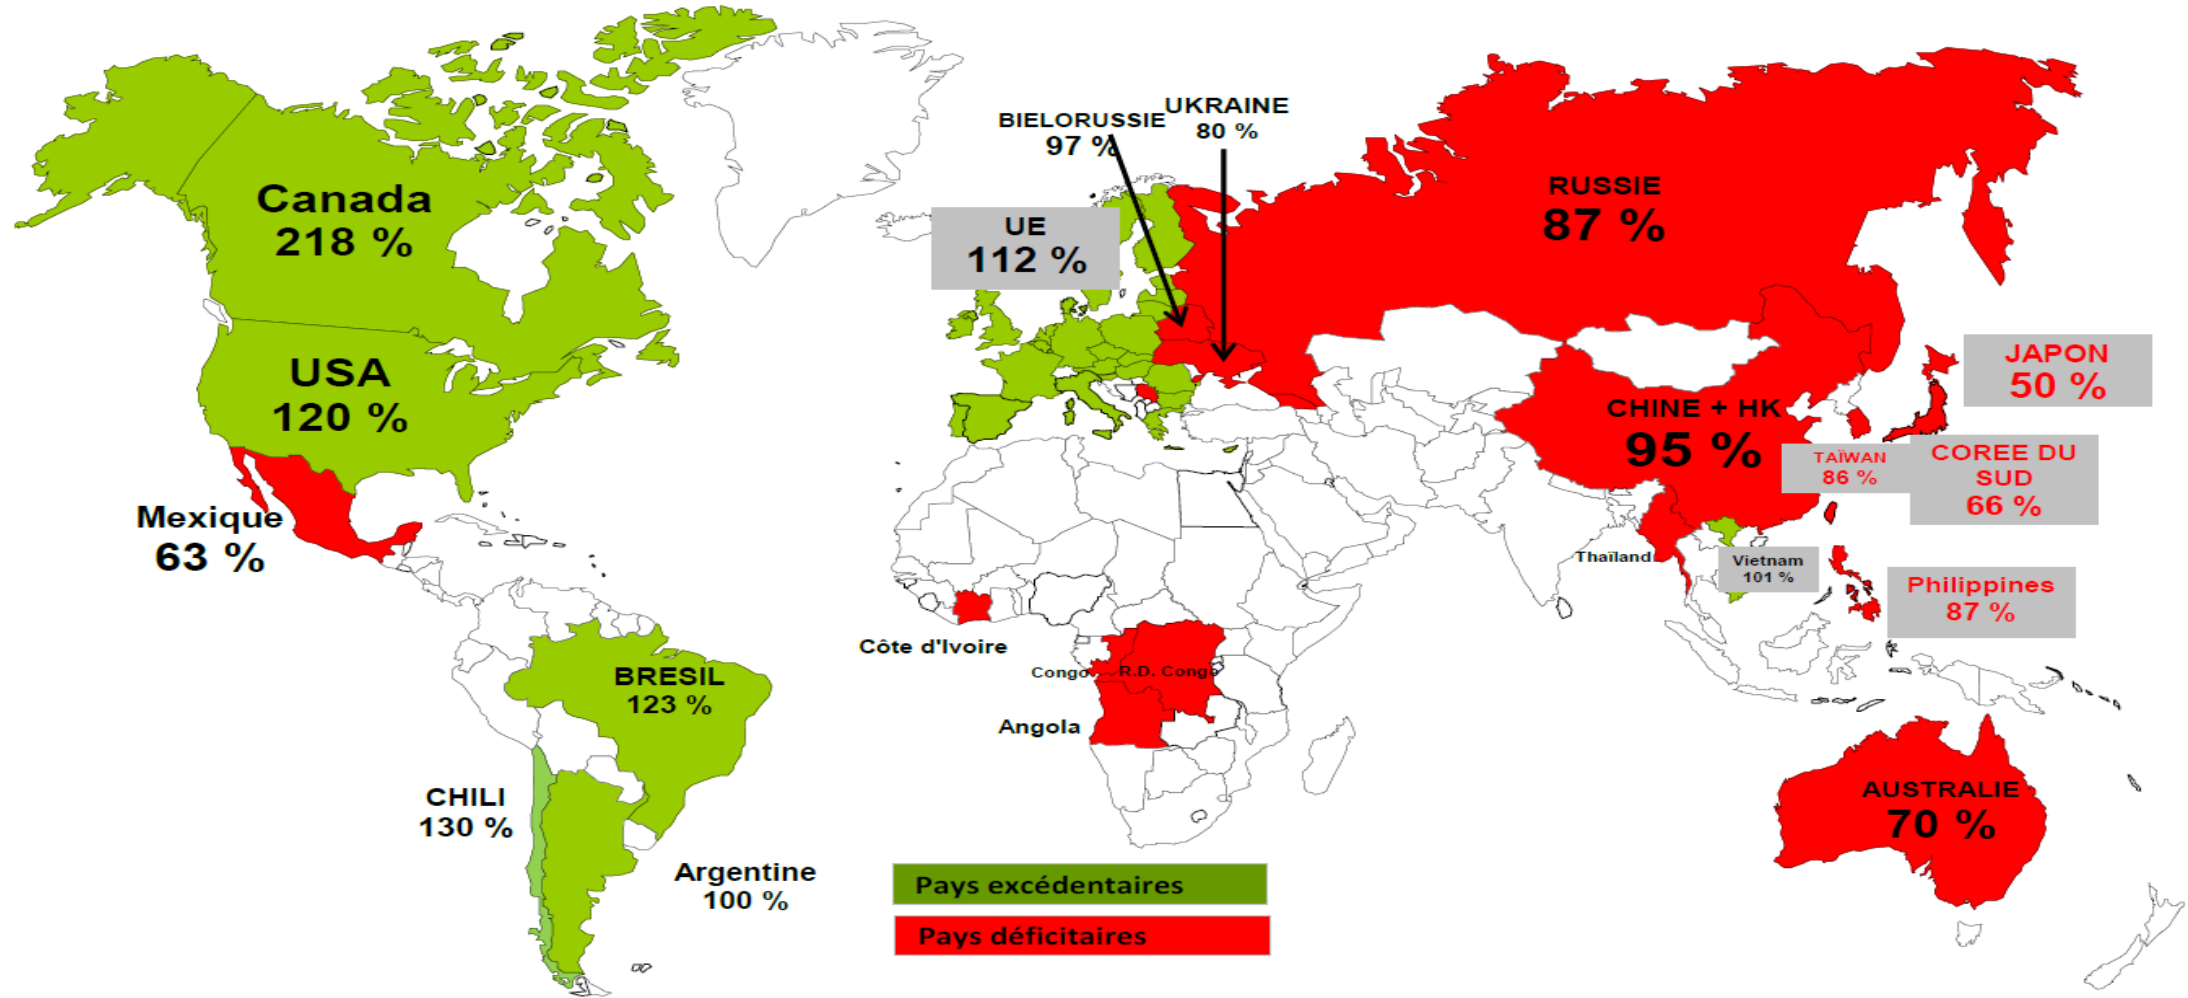 Canada
218 %
USA
120 %
Mexique
63 %
BRESIL
123 %
CHILI
130 %
Argentine
100 %
UE
112 %
BIELORUSSIE
97 %
UKRAINE
80 %
RUSSIE
87 %
CHINE + HK
95 %
JAPON
50 %
TAÏWAN
86 %
COREE DU
SUD
66 %
Thaïland
Vietnam
101 %
Philippines
87 %
Côte d'Ivoire
Congo
R.D. Congo
Angola
AUSTRALIE
70 %
Pays excédentaires
Pays déficitaires